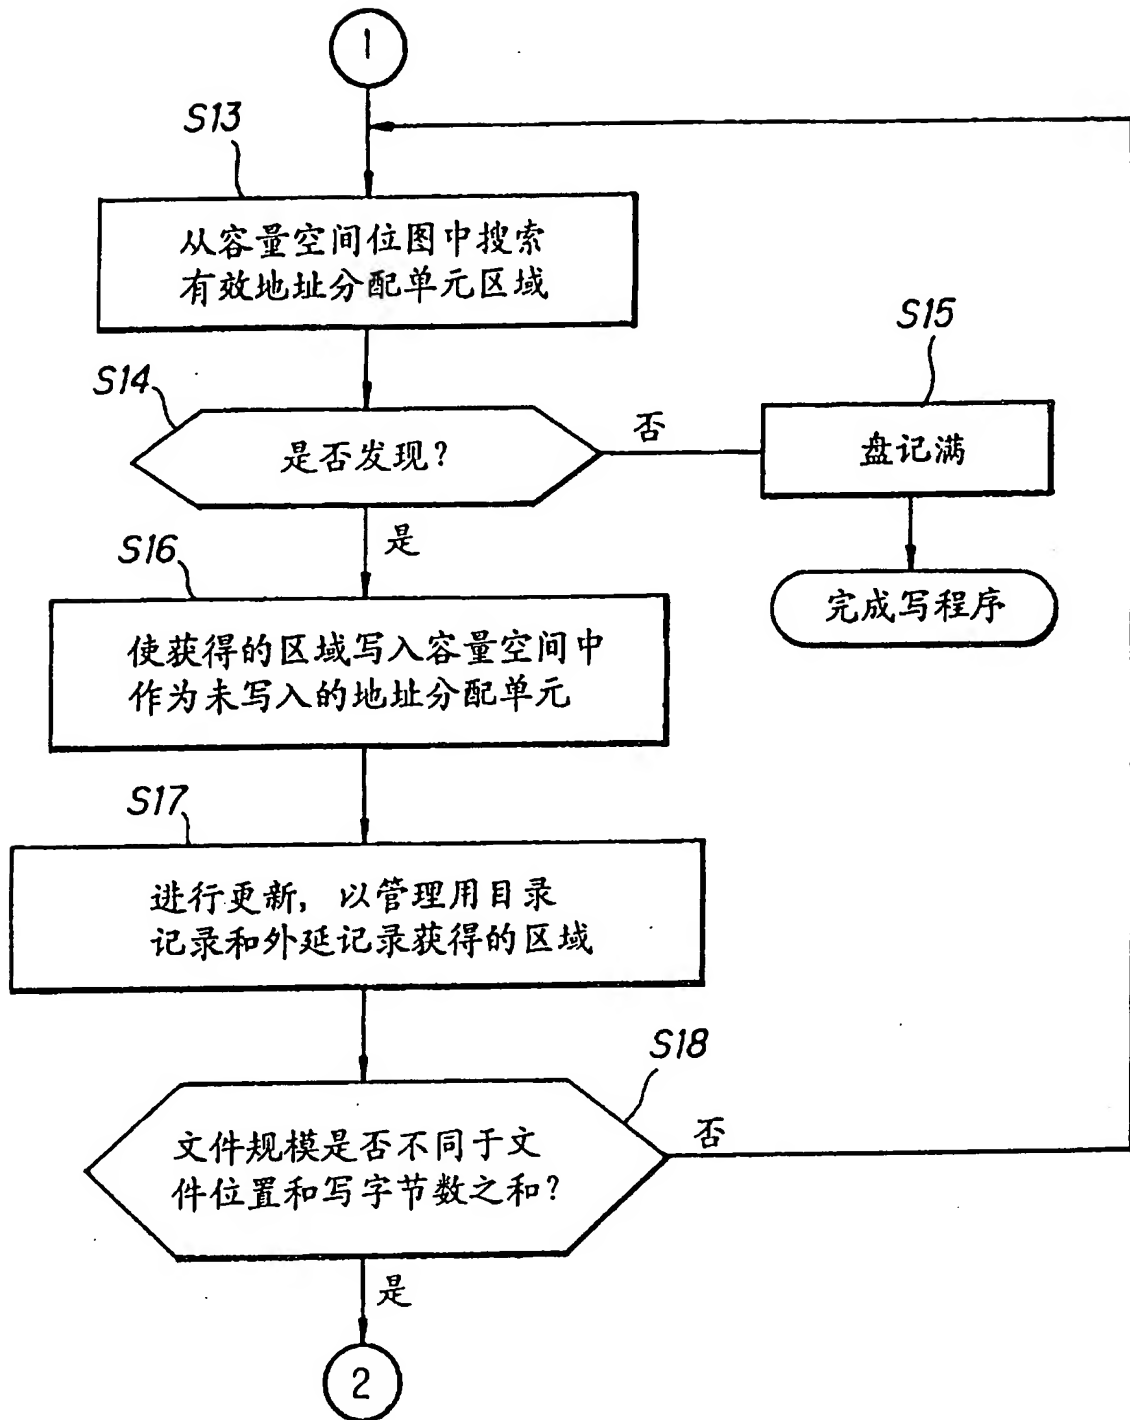 1
S13
从容量空间位图中搜索
有效地址分配单元区域
S14
是否发现?
否
S15
盘记满
完成写程序
是
S16
使获得的区域写入容量空间中
作为未写入的地址分配单元
S17
进行更新，以管理用目录
记录和外延记录获得的区域
S18
文件规模是否不同于文
件位置和写字节数之和?
否
是
2